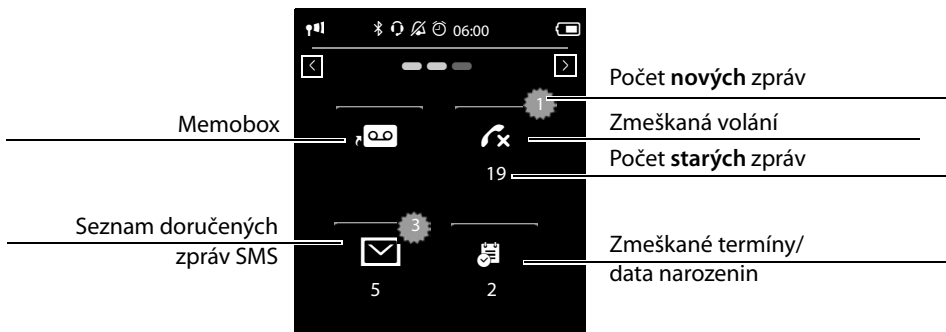 06:00
Počet nových zpráv
1
Memobox
Zmeškaná volání
Počet starých zpráv
19
Seznam doručených
zpráv SMS
3
Zmeškané termíny/
data narozenin
5
2